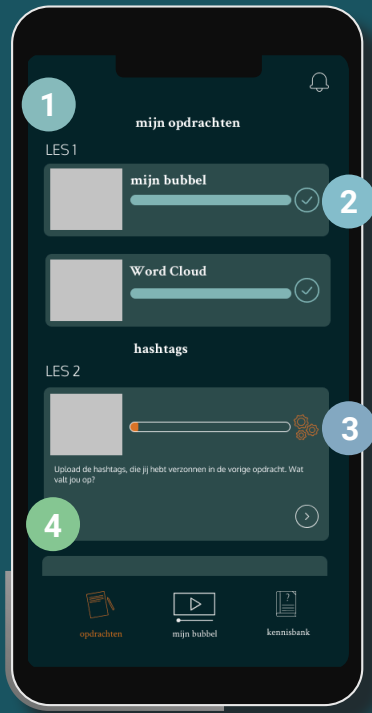 1
mijn opdrachten
LES 1
mijn bubbel
2
Word Cloud
hashtags
LES 2
3
Upload de hashtags, die jij hebt verzonnen in de vorige opdracht. Wat
valt jou op?
4
?
opdrachten
mijn bubbel
kennisbank